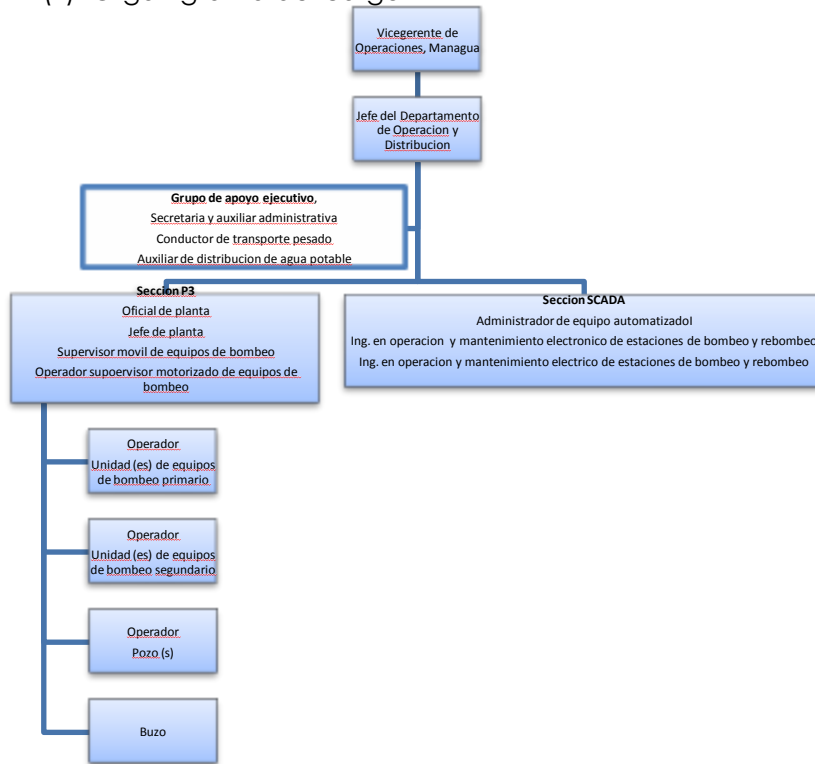 Vicegerente de
Operaciones, Managua
Jefe del Departamento
de Operacion y
Distribucion
Grupo de apoyo ejecutivo,
Secretaria y auxiliar administrativa
Conductor de transporte pesado
Auxiliar de distribucion de agua potable
Seccion P3
Oficial de planta
Jefe de planta
Supervisor movil de equipos de bombeo
Operador supoervisor motorizado de equipos de
bombeo
Seccion SCADA
Administrador de equipo automatizadol
Ing. en operacion y mantenimiento electronico de estaciones de bombeo y rebombeo
Ing. en operacion y mantenimiento electrico de estaciones de bombeo y rebombeo
Operador
Unidad (es) de equipos
de bombeo primario
Operador
Unidad (es) de equipos
de bombeo segundario
Operador
Pozo (s)
Buzo